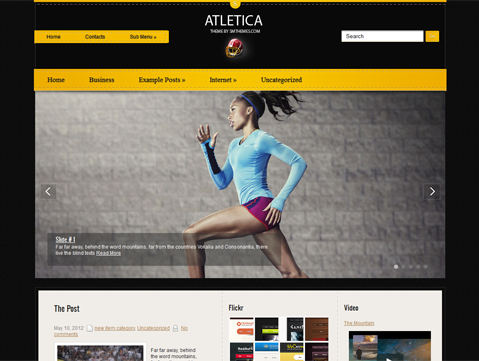 ATLETICA
THEME BY SMTHEMES.COM
Home Contacts Sub Menu »
Search
Home Business Example Posts » Internet » Uncategorized
Slide # 1
Far far away, behind the word mountains, far from the countries Vokalia and Consonantia, there
live the blind texts Read More
The Post
May 10, 2012 new item category Uncategorized No
comments
Far far away, behind
the word mountains,
Flickr
Video
The Mountain